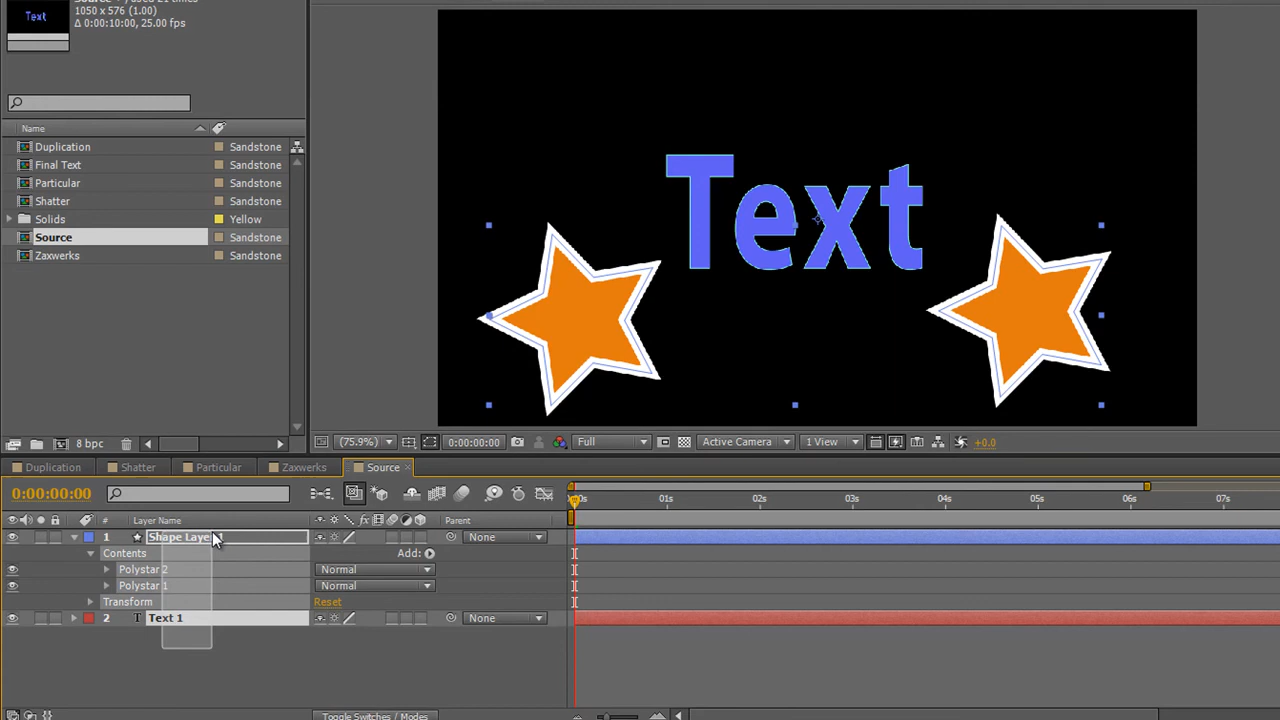 Text
1050 x 576 (1.00)
Δ 0:00:10:00, 25.00 fps
Name
Duplication Sandstone
Final Text Sandstone
Particular Sandstone
Shatter Sandstone
Solids Yellow
Source Sandstone
Zaxwerks Sandstone
8 bpc
Text
(75.9%) 0:00:00:00 Full Active Camera 1 View +0.0
Duplication Shatter Particular Zaxwerks Source
0:00:00:00
00s 01s 02s 03s 04s 05s 06s 07s
# Layer Name fx Parent
1 Shape Layer None
Contents Add:
Polystar 2 Normal
Polystar 1 Normal
Transform Reset
2 T Text 1 None
Toggle Switches / Modes